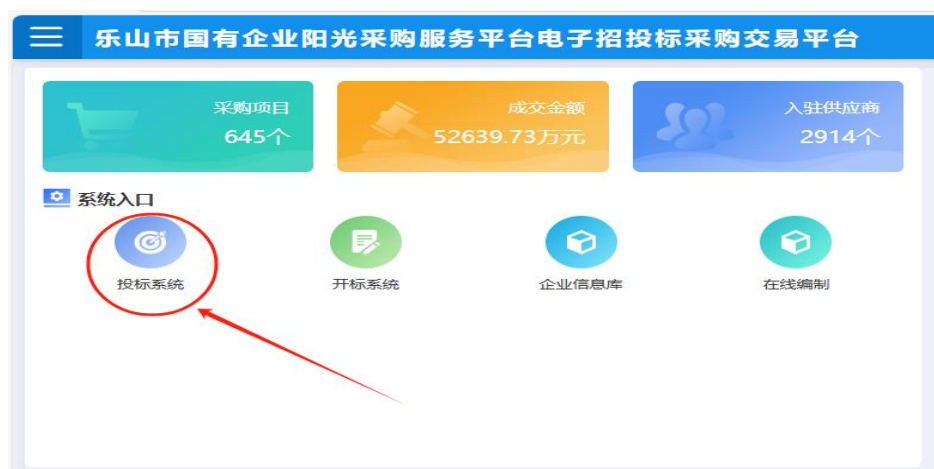 乐山市国有企业阳光采购服务平台电子招投标采购交易平台
采购项目
645个
成交金额
52639.73万元
入驻供应商
2914个
系统入口
投标系统
开标系统
企业信息库
在线编制